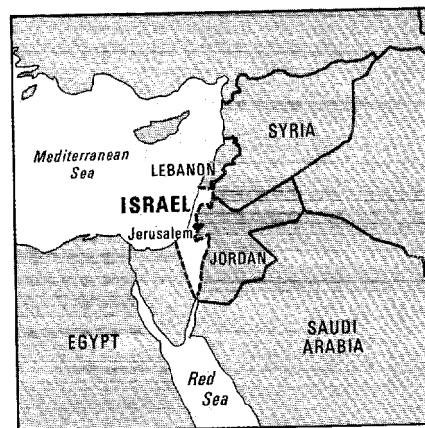 SYRIA
Mediterranean
Sea
LEBANON
ISRAEL
Jerusalem
JORDAN
EGYPT
SAUDI
ARABIA
Red
Sea